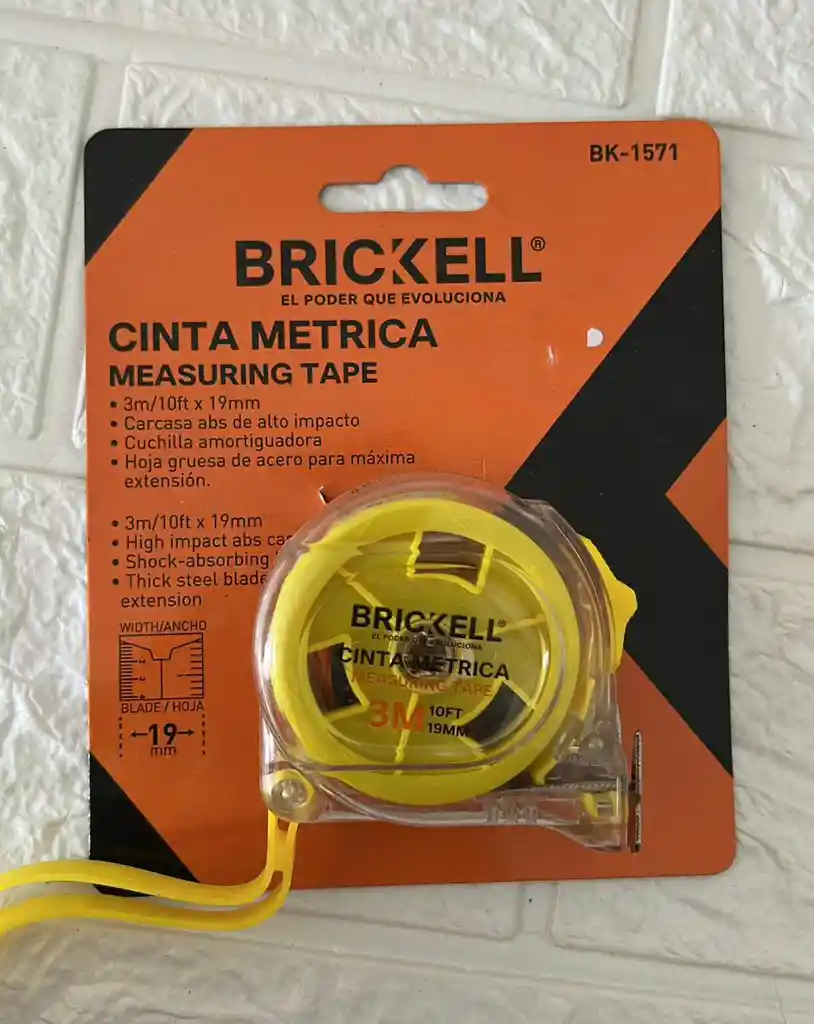 BK-1571
BRICKELL®
EL PODER QUE EVOLUCIONA
CINTA METRICA
MEASURING TAPE
• 3m/10ft x 19mm
• Carcasa abs de alto impacto
• Cuchilla amortiguadora
• Hoja gruesa de acero para máxima
extensión.
• 3m/10ft x 19mm
• High impact abs
• Shock-absorbing
• Thick steel blade
extension
WIDTH/ANCHO
BLADE / HOJA
19
mm
BRICKELL®
EL PODER QUE EVOLUCIONA
CINTA METRICA
MEASURING TAPE
3M 10FT
19MM